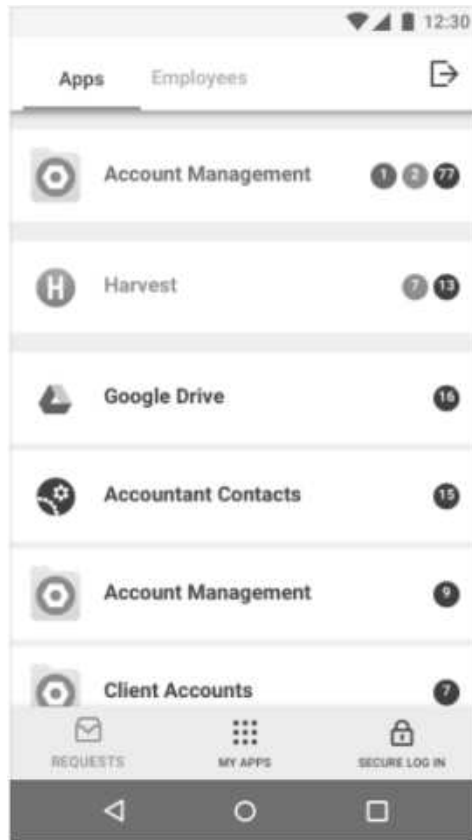 12:30
Apps Employees
Account Management 1 2 77
H Harvest 7 13
Google Drive 16
Accountant Contacts 15
Account Management 9
Client Accounts 7
REQUESTS MY APPS SECURE LOG IN